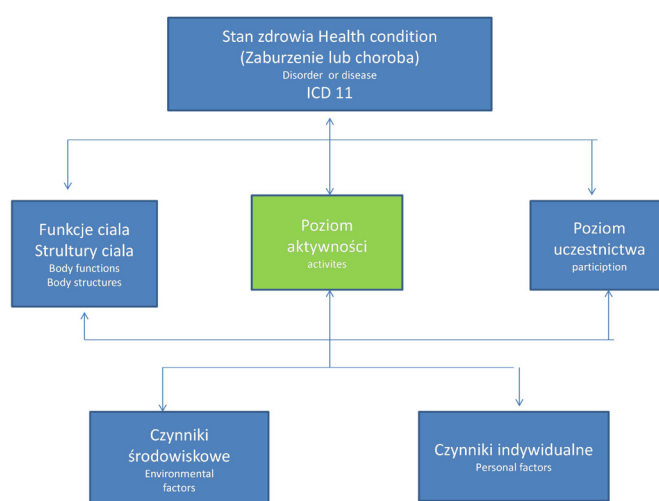 Stan zdrowia Health condition
(Zaburzenie lub choroba)
Disorder or disease
ICD 11
Funkcje ciala
Strultury ciala
Body functions
Body structures
Poziom
aktywności
activites
Poziom
uczestnictwa
particiption
Czynniki
środowiskowe
Environmental
factors
Czynniki indywidualne
Personal factors